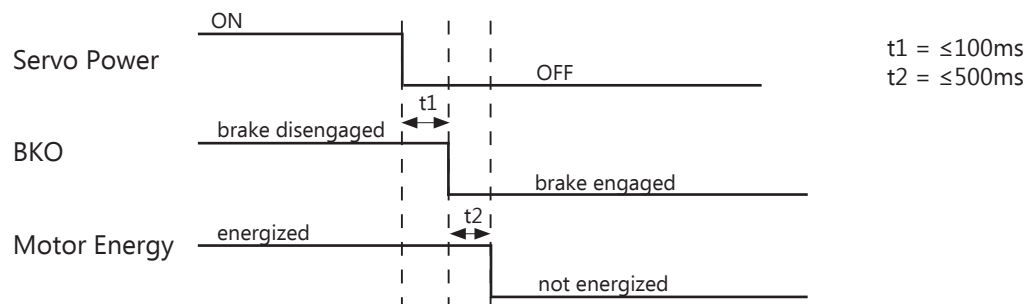 ON
Servo Power
OFF
t1 = ≤100ms
t2 = ≤500ms
t1
brake disengaged
BKO
brake engaged
t2
Motor Energy
energized
not energized